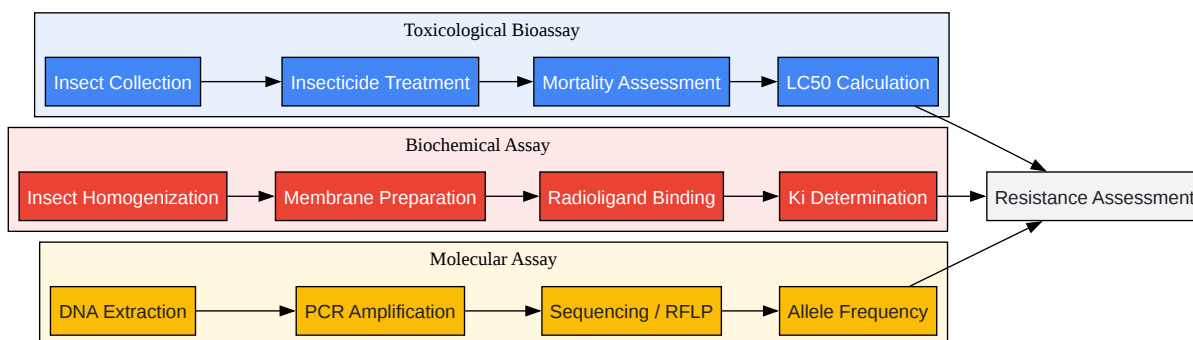 Toxicological Bioassay
Insect Collection
Insecticide Treatment
Mortality Assessment
LC50 Calculation
Biochemical Assay
Insect Homogenization
Membrane Preparation
Radioligand Binding
Ki Determination
Resistance Assessment
Molecular Assay
DNA Extraction
PCR Amplification
Sequencing / RFLP
Allele Frequency